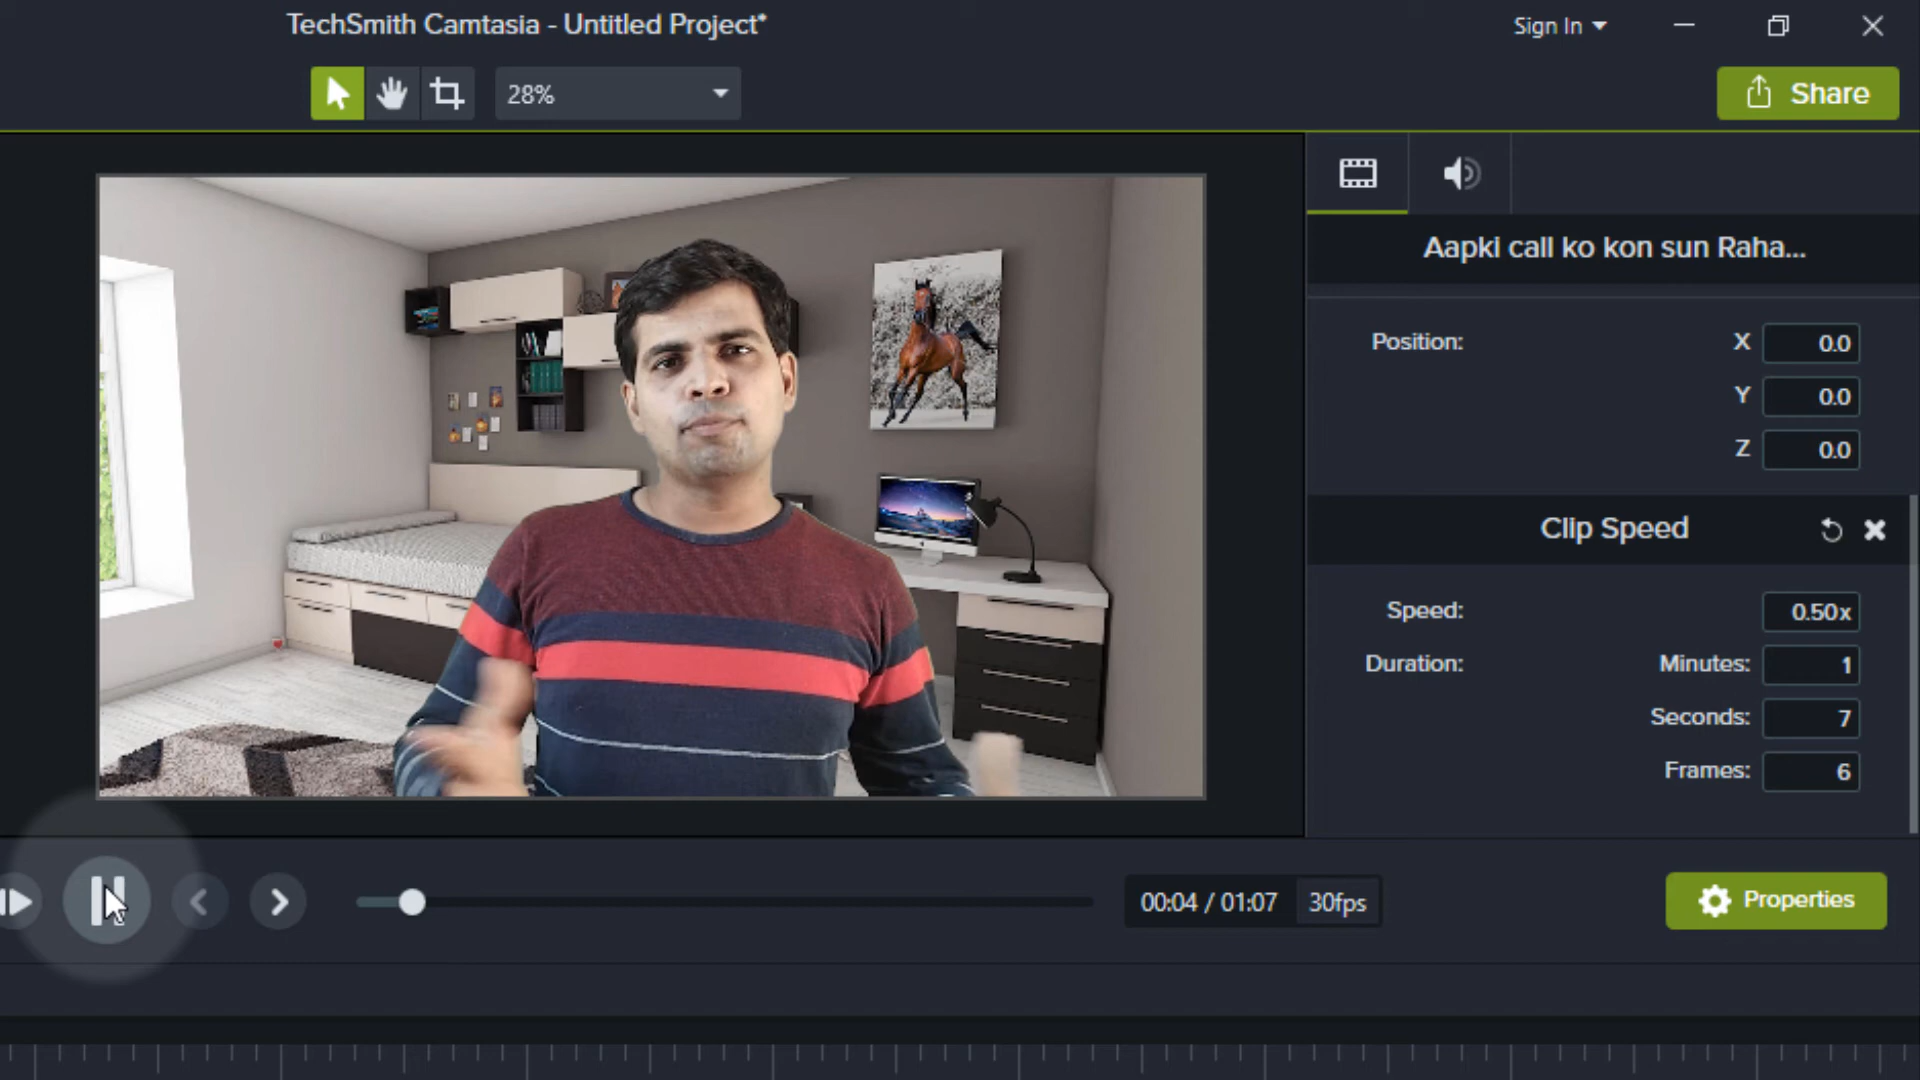 TechSmith Camtasia - Untitled Project*
Sign In
28%
Share
Aapki call ko kon sun Raha...
Position:
X 0.0
Y 0.0
Z 0.0
Clip Speed
Speed: 0.50x
Duration: Minutes: 1
Seconds: 7
Frames: 6
00:04 / 01:07 30fps
Properties